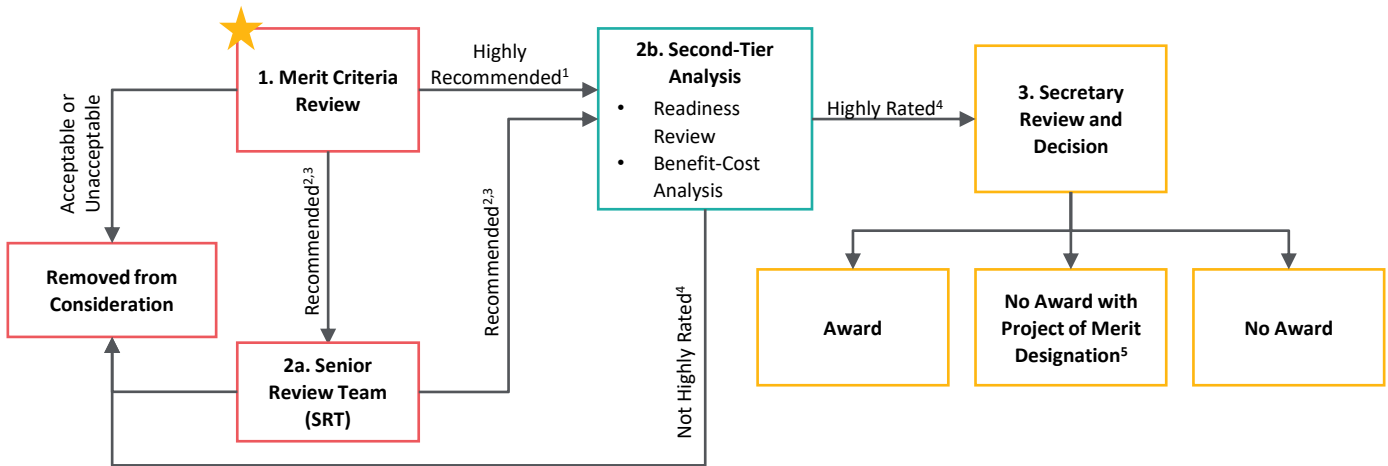 1. Merit Criteria
Review
Highly
Recommended¹
2b. Second-Tier
Analysis
• Readiness
Review
• Benefit-Cost
Analysis
Highly Rated⁴
3. Secretary
Review and
Decision
Acceptable or
Unacceptable
Recommended²,³
Recommended²,³
Not Highly Rated⁴
Removed from
Consideration
2a. Senior
Review Team
(SRT)
Award
No Award with
Project of Merit
Designation⁵
No Award